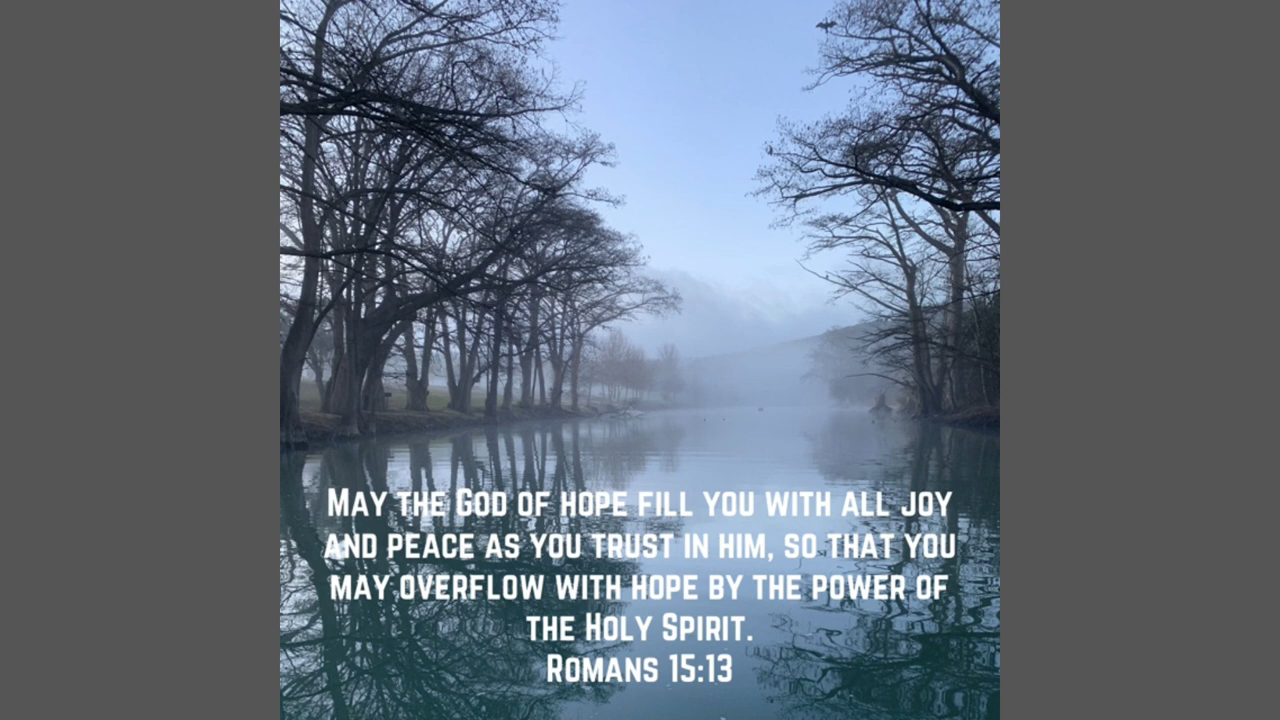 May the God of hope fill you with all joy
and peace as you trust in him, so that you
may overflow with hope by the power of
the Holy Spirit.
Romans 15:13